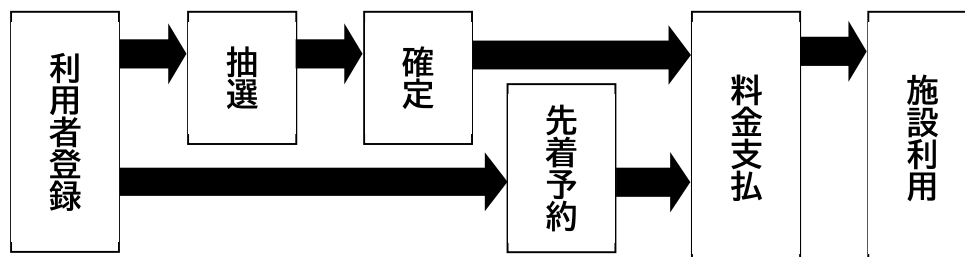 利用者登録
抽選
確定
先着予約
料金支払
施設利用